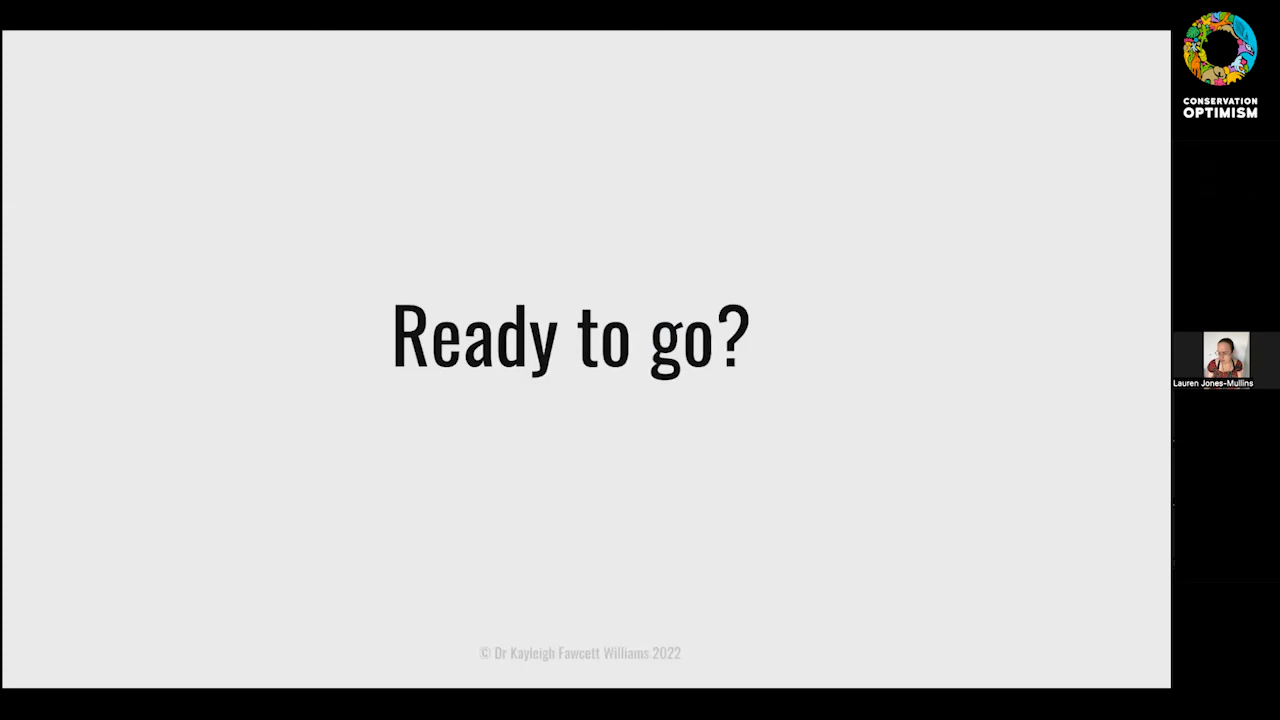 Ready to go?
© Dr Kayleigh Fawcett Williams 2022
CONSERVATION
OPTIMISM
Lauren Jones-Mullins